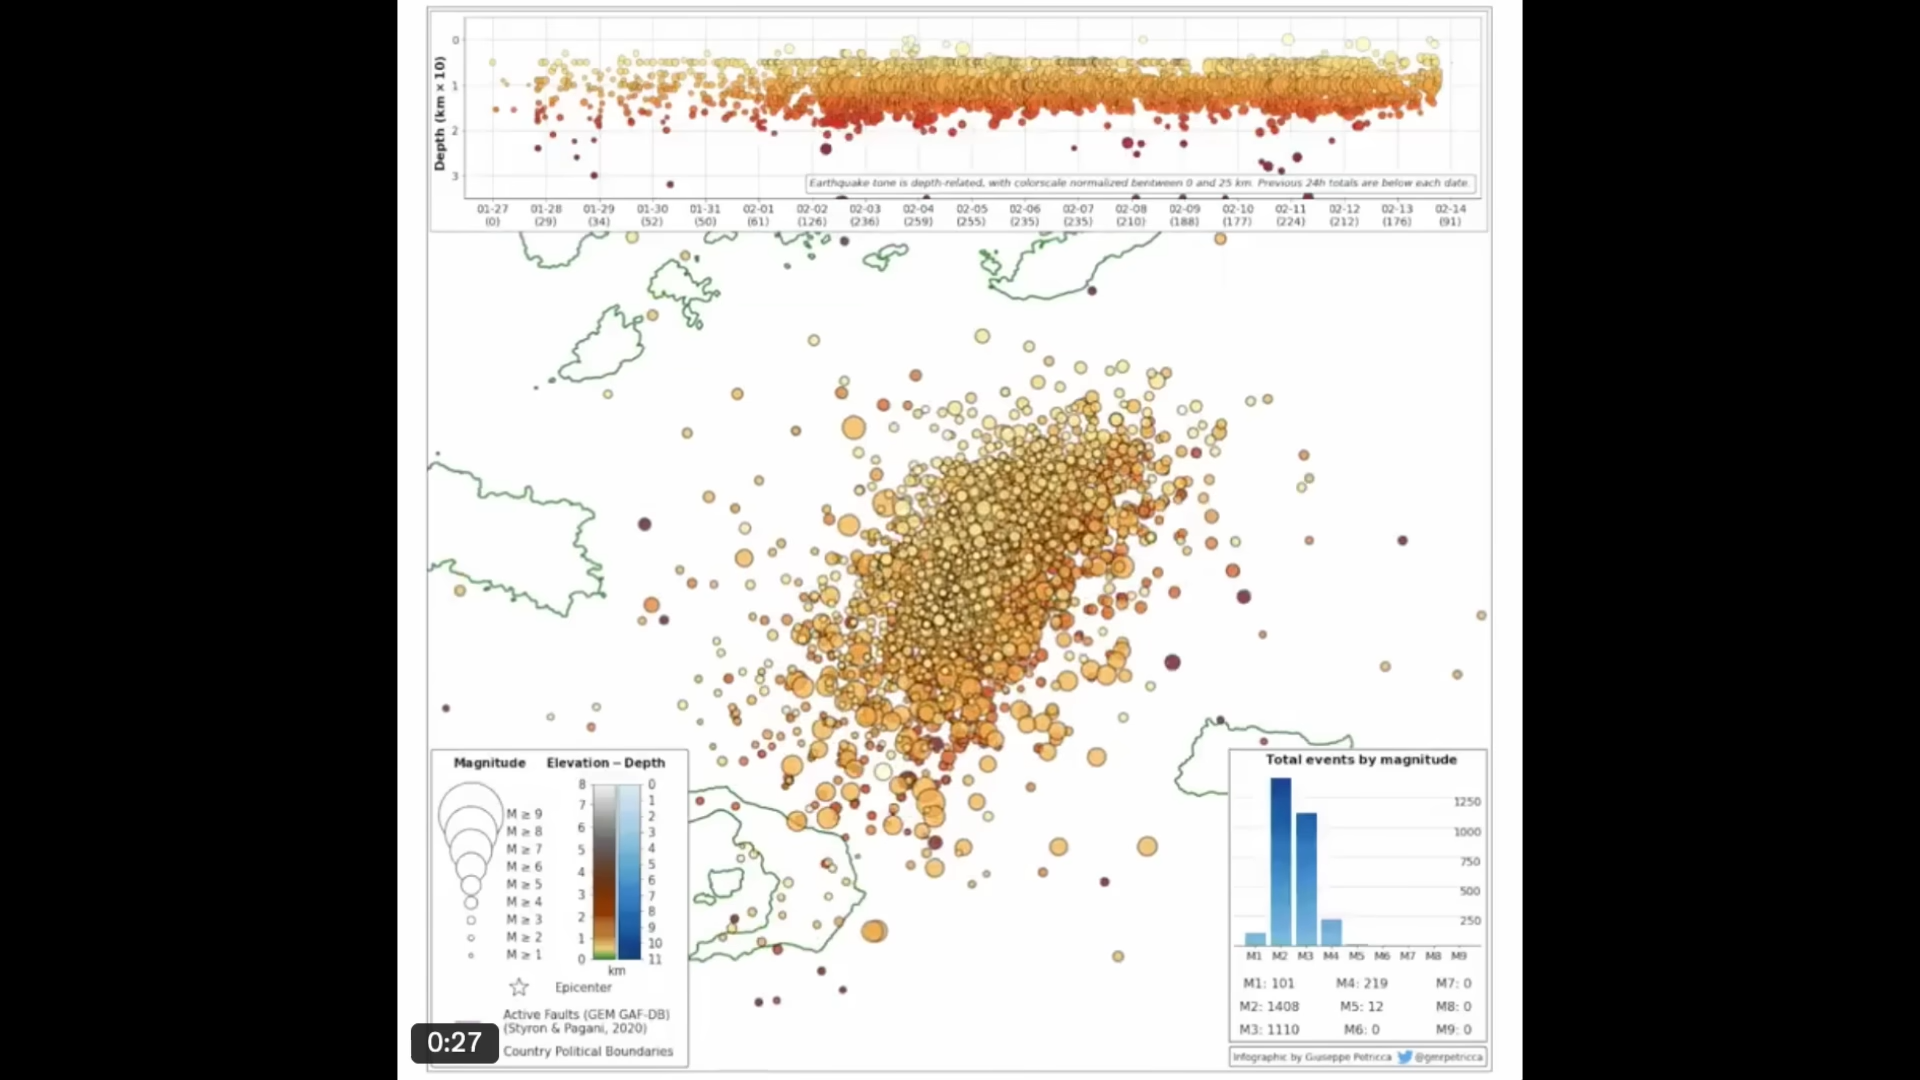 Depth (km × 10)
0
1
2
3
Earthquake tone is depth-related, with colorscale normalized bentween 0 and 25 km. Previous 24h totals are below each date.
01-27 01-28 01-29 01-30 01-31 02-01 02-02 02-03 02-04 02-05 02-06 02-07 02-08 02-09 02-10 02-11 02-12 02-13 02-14
(0) (29) (34) (52) (50) (61) (126) (236) (259) (255) (235) (235) (210) (188) (177) (224) (212) (176) (91)
Magnitude Elevation – Depth
M ≥ 9
M ≥ 8
M ≥ 7
M ≥ 6
M ≥ 5
M ≥ 4
M ≥ 3
M ≥ 2
M ≥ 1
8
7
6
5
4
3
2
1
0
0
1
2
3
4
5
6
7
8
9
10
11
km
Epicenter
Active Faults (GEM GAF-DB)
(Styron & Pagani, 2020)
Country Political Boundaries
0:27
Total events by magnitude
1250
1000
750
500
250
M1 M2 M3 M4 M5 M6 M7 M8 M9
M1: 101 M4: 219 M7: 0
M2: 1408 M5: 12 M8: 0
M3: 1110 M6: 0 M9: 0
Infographic by Giuseppe Petricca @gmrpetricca